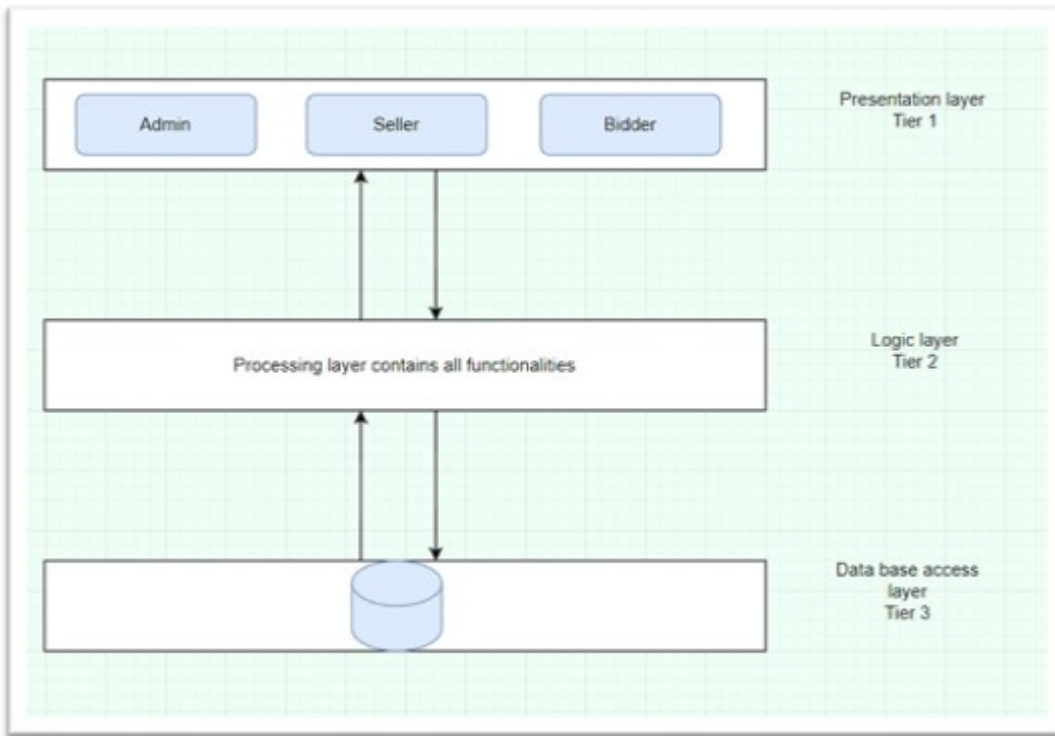 Admin
Seller
Bidder
Presentation layer
Tier 1
Processing layer contains all functionalities
Logic layer
Tier 2
Data base access
layer
Tier 3